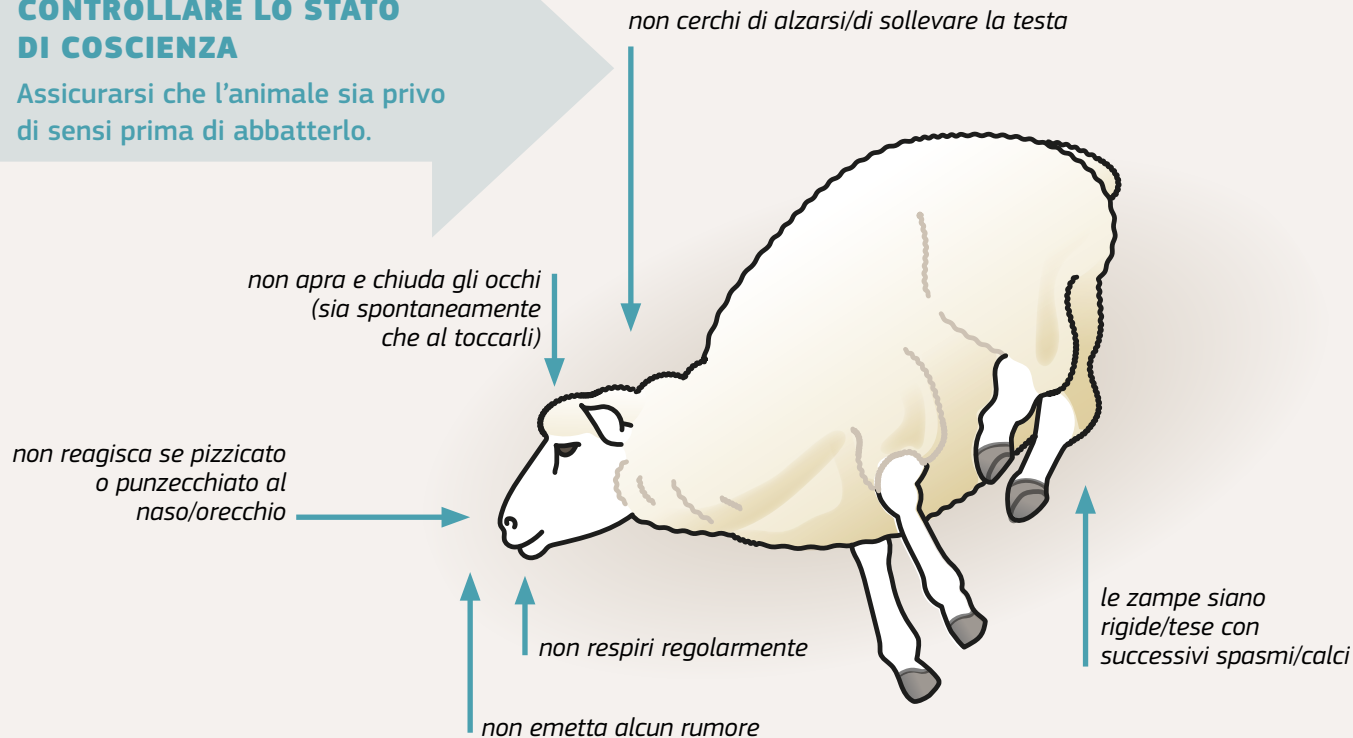 CONTROLLARE LO STATO
DI COSCIENZA
Assicurarsi che l'animale sia privo
di sensi prima di abbatterlo.
non cerchi di alzarsi/di sollevare la testa
non apra e chiuda gli occhi
(sia spontaneamente
che al toccarli)
non reagisca se pizzicato
o punzecchiato al
naso/orecchio
non respiri regolarmente
non emetta alcun rumore
le zampe siano
rigide/tese con
successivi spasmi/calci